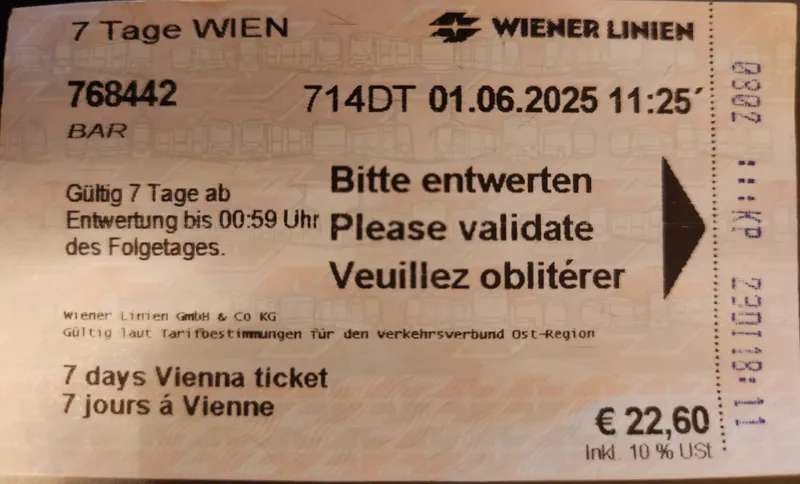 7 Tage WIEN
WIENER LINIEN
768442
714DT 01.06.2025 11:25´
BAR
Gültig 7 Tage ab
Entwertung bis 00:59 Uhr
des Folgetages.
Bitte entwerten
Please validate
Veuillez oblitérer
Wiener Linien GmbH & Co KG
Gültig laut Tarifbestimmungen für den Verkehrsverbund Ost-Region
7 days Vienna ticket
7 jours á Vienne
€ 22,60
Inkl. 10 % USt